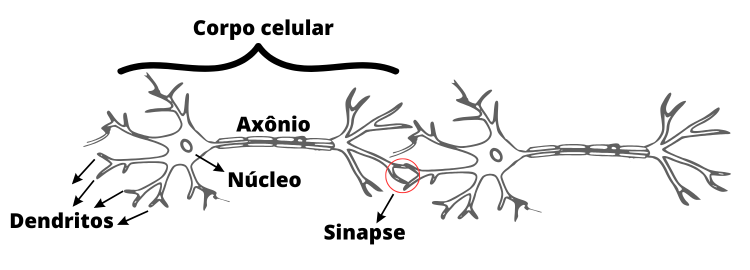 Corpo celular
Axônio
Núcleo
Dendritos
Sinapse